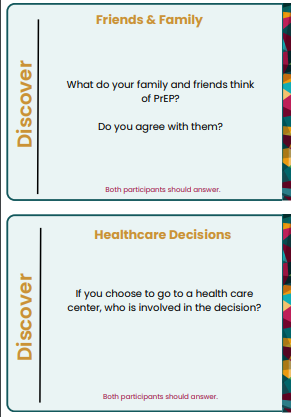 Friends & Family
Discover
What do your family and friends think
of PrEP?
Do you agree with them?
Both participants should answer.
Healthcare Decisions
Discover
If you choose to go to a health care
center, who is involved in the decision?
Both participants should answer.